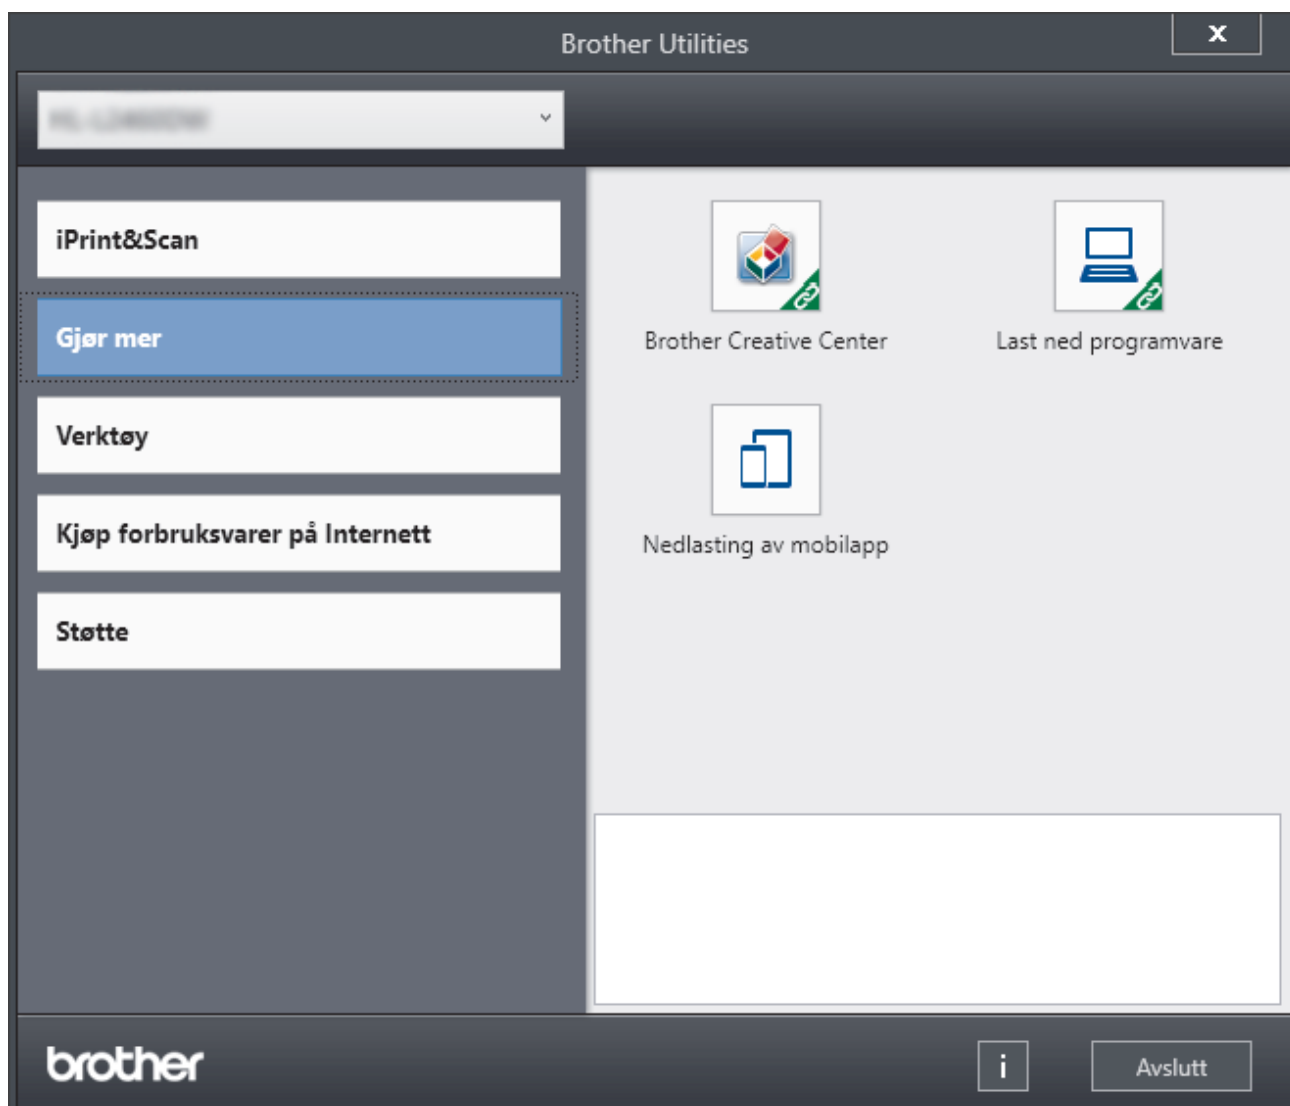 Brother Utilities
x
iPrint&Scan
Gjør mer
Verktøy
Kjøp forbruksvarer på Internett
Støtte
Brother Creative Center
Last ned programvare
Nedlasting av mobilapp
brother
i
Avslutt